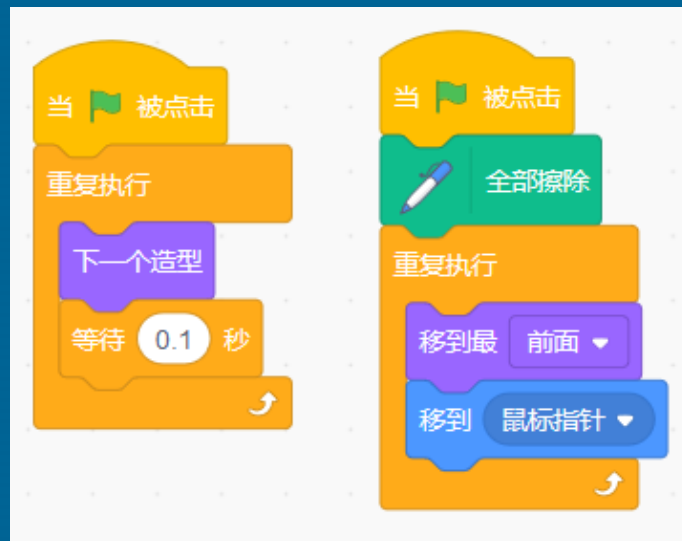 当 被点击
重复执行
下一个造型
等待 0.1 秒
当 被点击
全部擦除
重复执行
移到最 前面
移到 鼠标指针